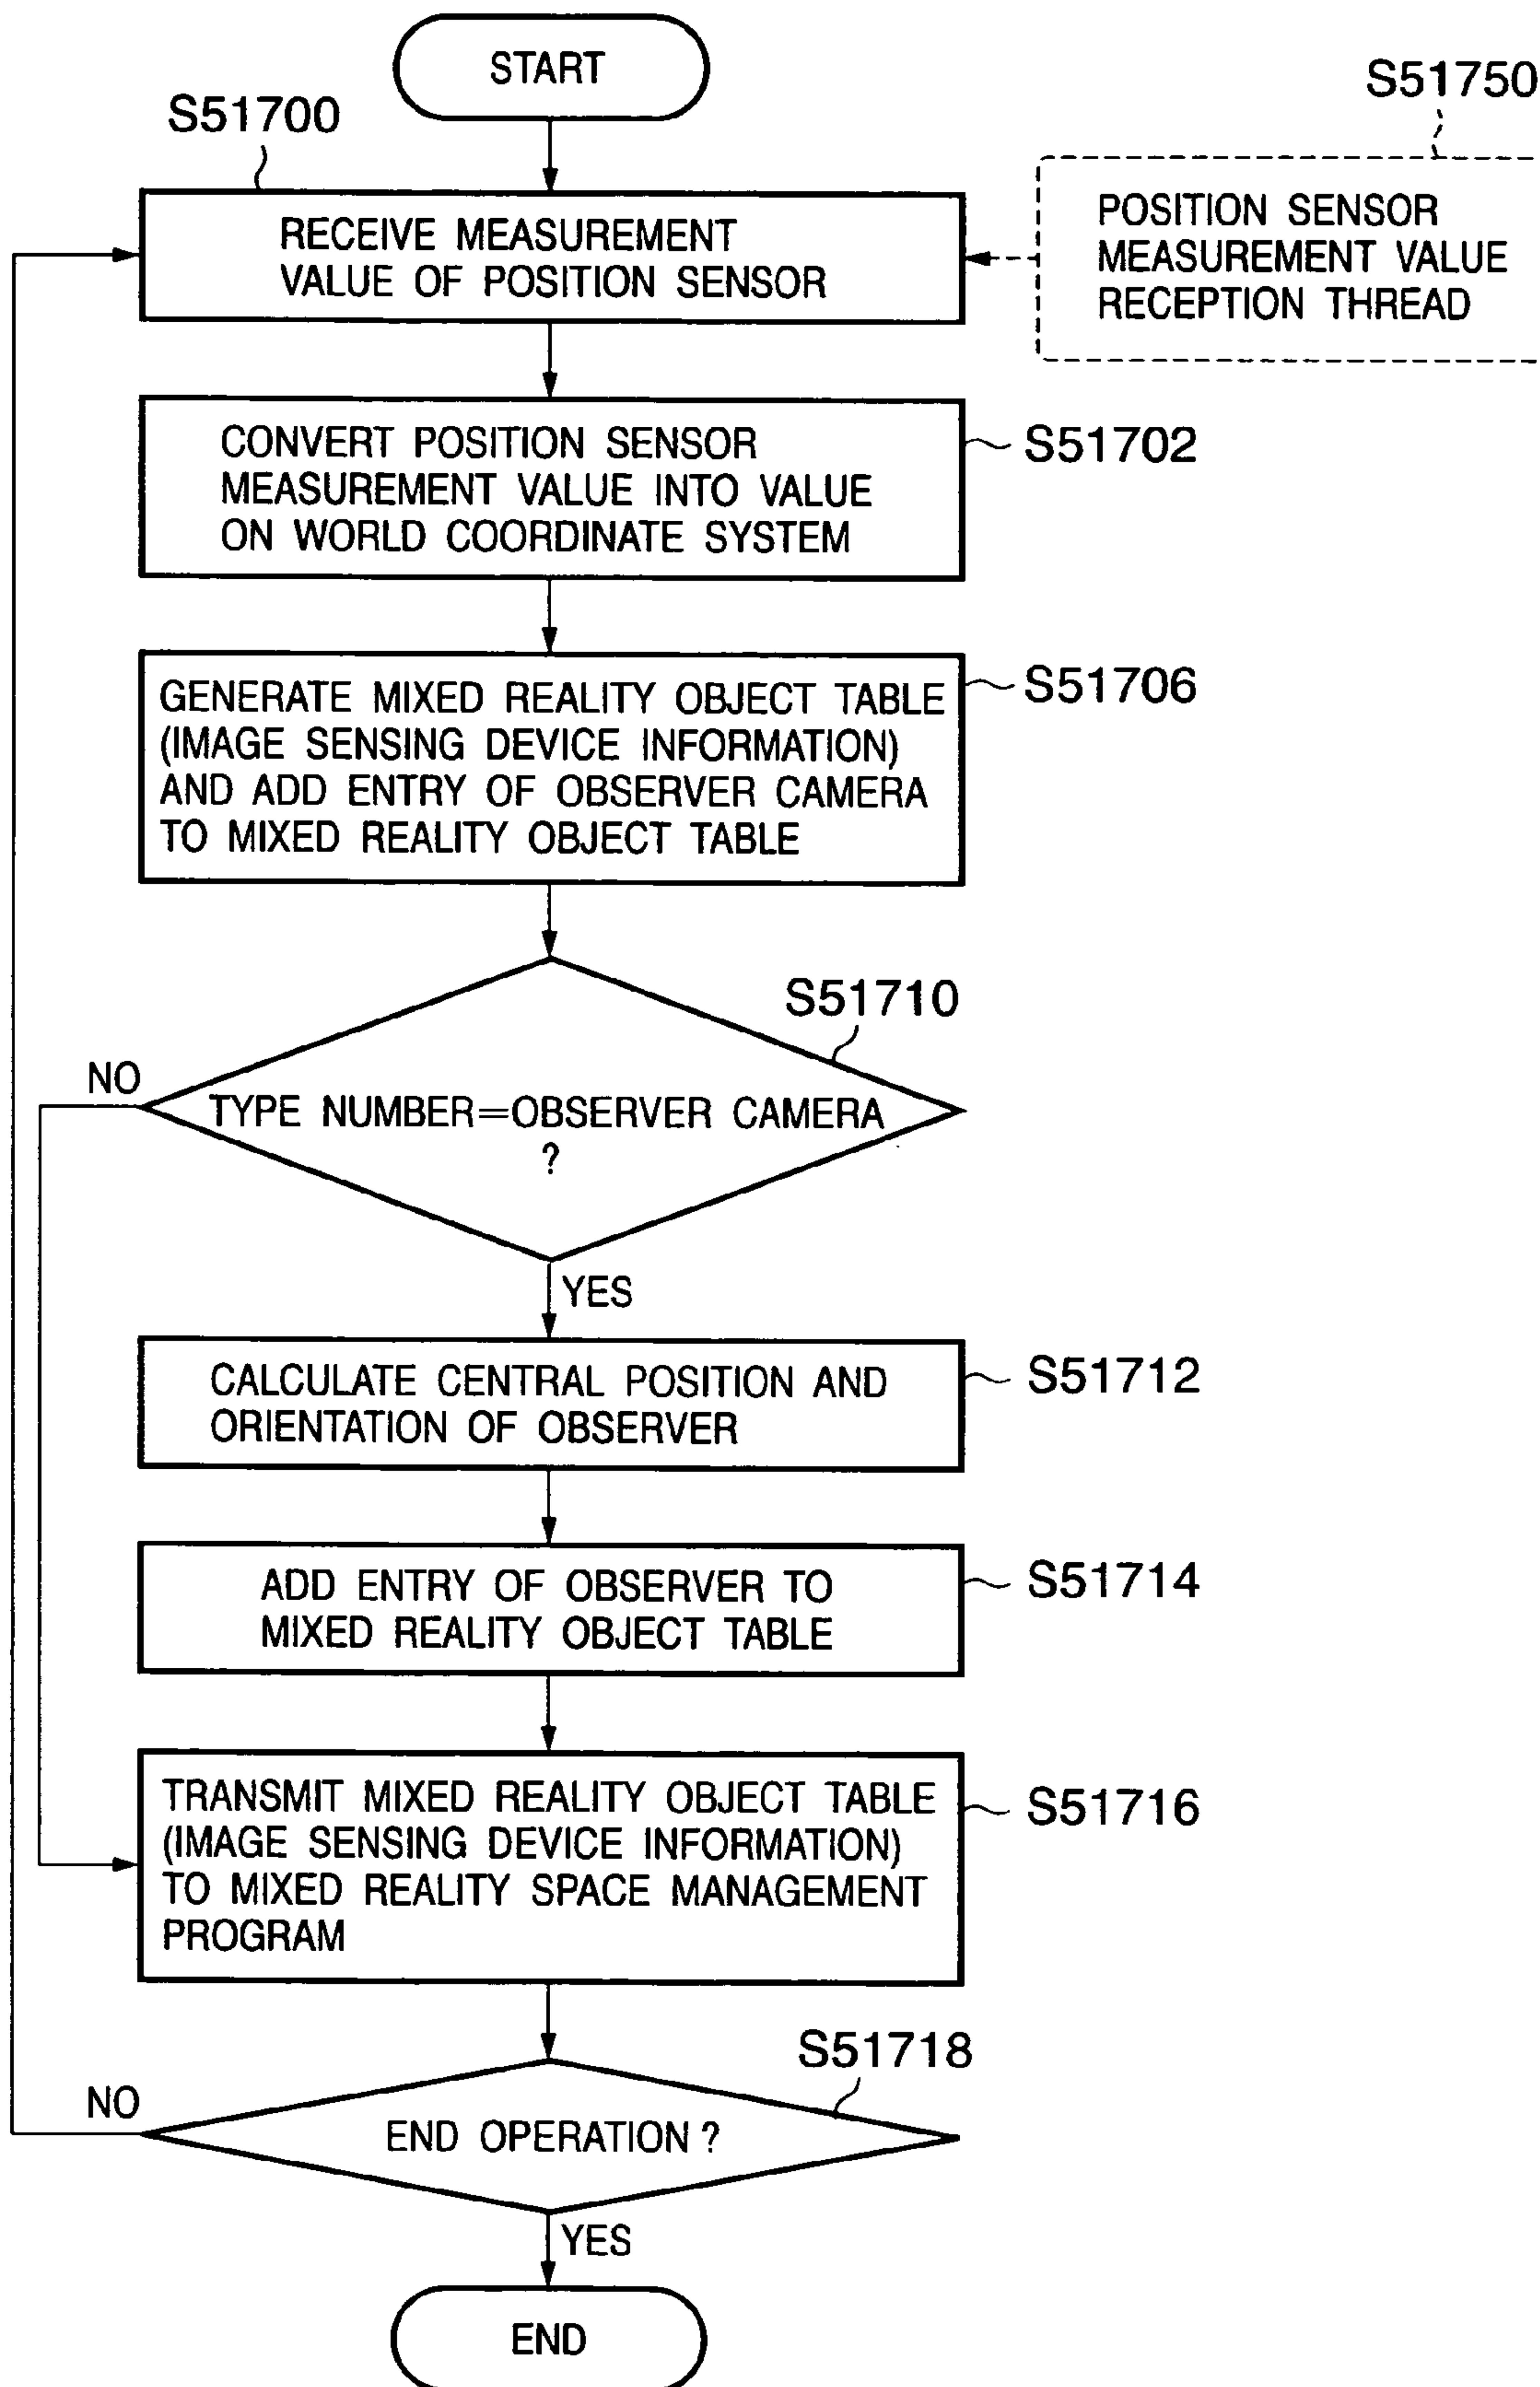 START
S51700
S51750
RECEIVE MEASUREMENT
VALUE OF POSITION SENSOR
POSITION SENSOR
MEASUREMENT VALUE
RECEPTION THREAD
CONVERT POSITION SENSOR
MEASUREMENT VALUE INTO VALUE
ON WORLD COORDINATE SYSTEM
S51702
GENERATE MIXED REALITY OBJECT TABLE
(IMAGE SENSING DEVICE INFORMATION)
AND ADD ENTRY OF OBSERVER CAMERA
TO MIXED REALITY OBJECT TABLE
S51706
S51710
NO
TYPE NUMBER=OBSERVER CAMERA
?
YES
CALCULATE CENTRAL POSITION AND
ORIENTATION OF OBSERVER
S51712
ADD ENTRY OF OBSERVER TO
MIXED REALITY OBJECT TABLE
S51714
TRANSMIT MIXED REALITY OBJECT TABLE
(IMAGE SENSING DEVICE INFORMATION)
TO MIXED REALITY SPACE MANAGEMENT
PROGRAM
S51716
S51718
NO
END OPERATION ?
YES
END